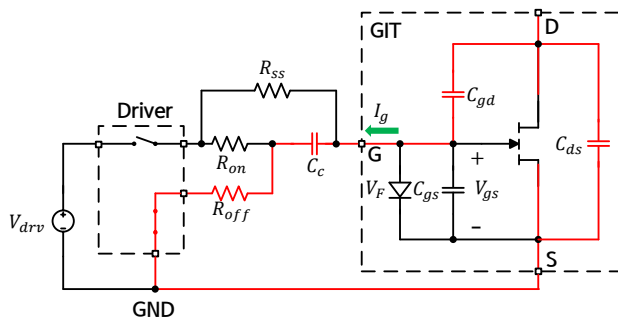 GIT
D
R_ss
C_gd
Driver
I_g
G
R_on
C_c
C_ds
+
V_F
C_gs
V_gs
R_off
V_drv
−
S
GND